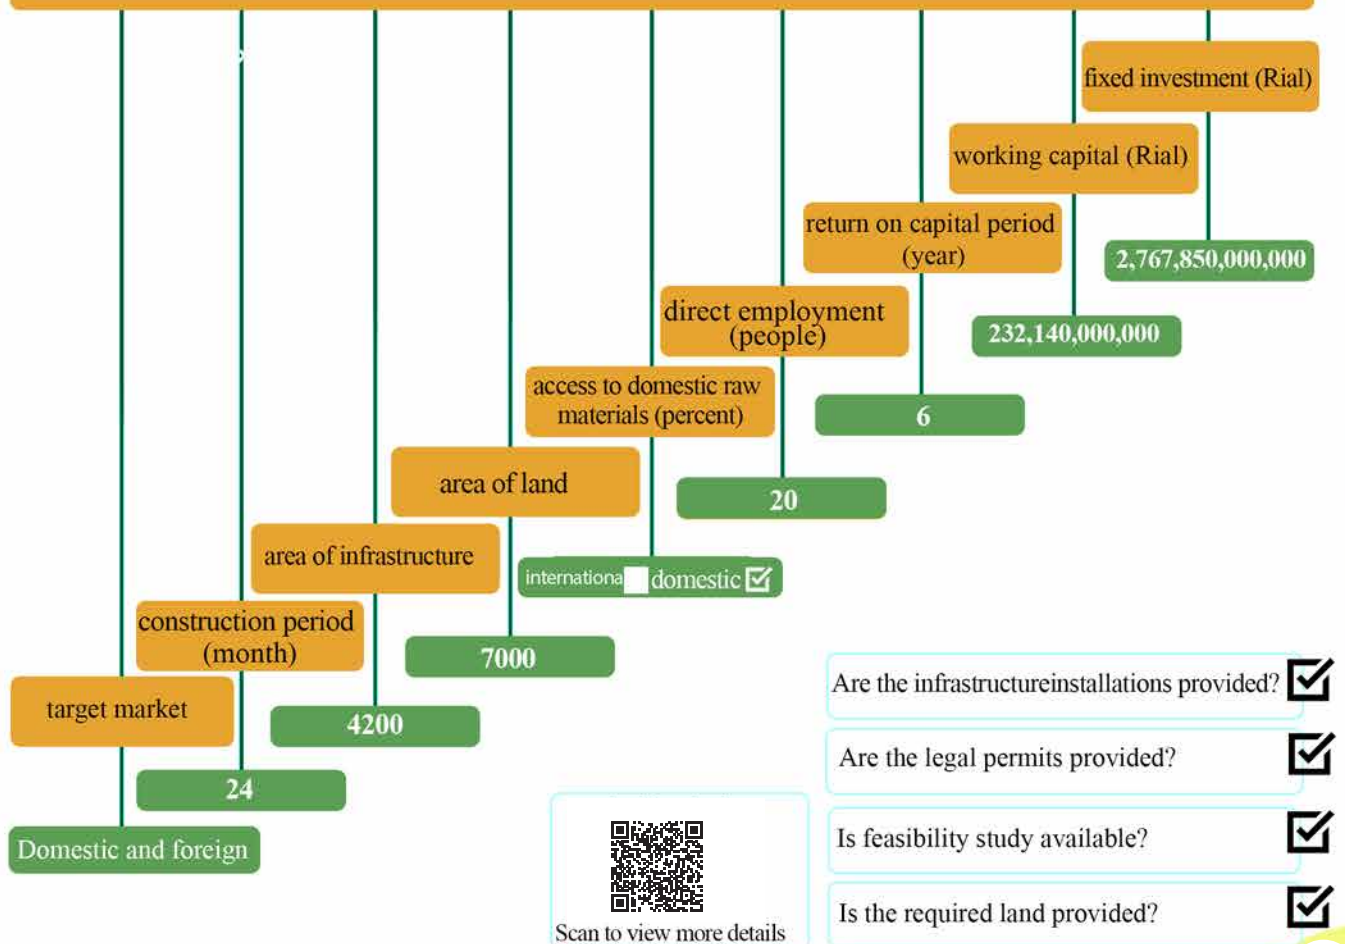 fixed investment (Rial)
2,767,850,000,000
working capital (Rial)
232,140,000,000
return on capital period
(year)
6
direct employment
(people)
20
access to domestic raw
materials (percent)
internationa domestic
area of land
7000
area of infrastructure
4200
construction period
(month)
24
target market
Domestic and foreign
Are the infrastructureinstallations provided?
Are the legal permits provided?
Is feasibility study available?
Is the required land provided?
Scan to view more details